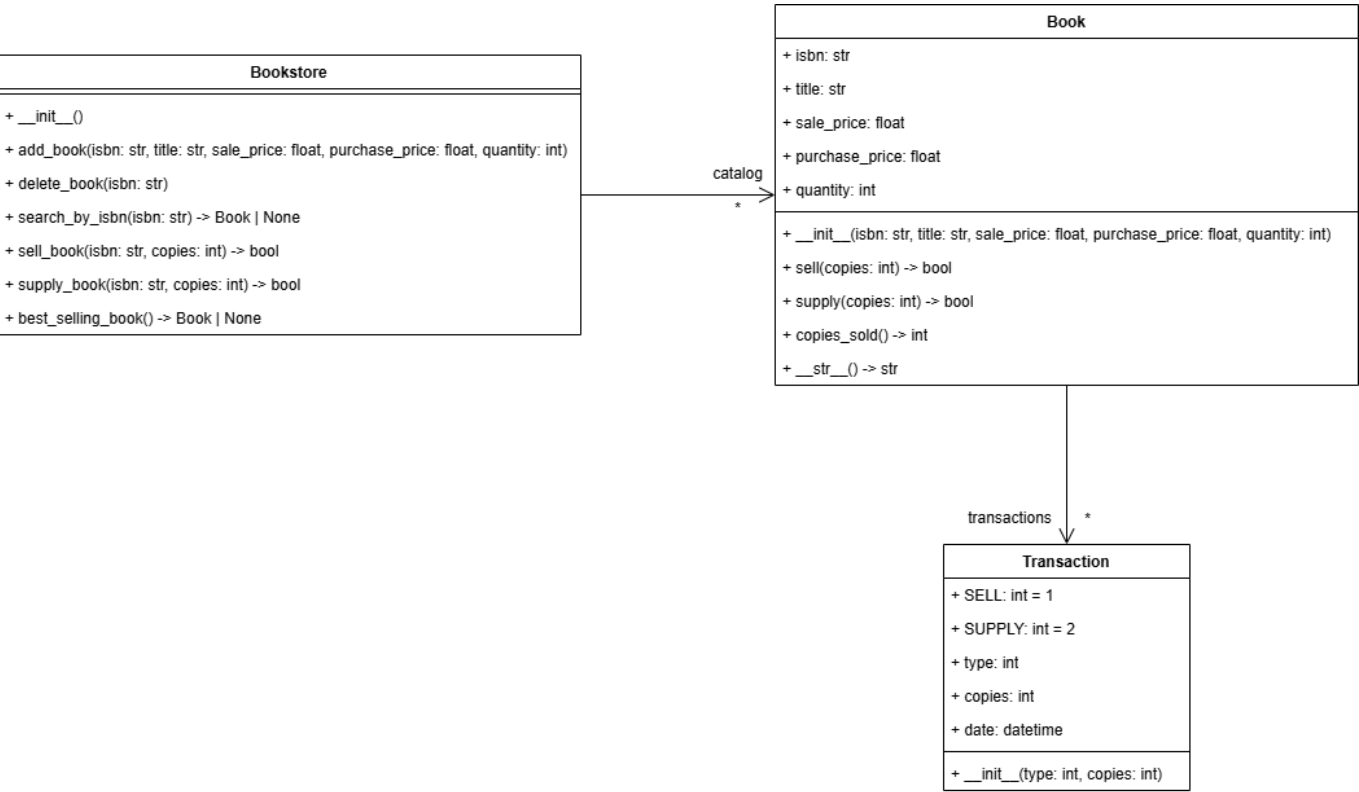 Bookstore
+ __init__()
+ add_book(isbn: str, title: str, sale_price: float, purchase_price: float, quantity: int)
+ delete_book(isbn: str)
+ search_by_isbn(isbn: str) -> Book | None
+ sell_book(isbn: str, copies: int) -> bool
+ supply_book(isbn: str, copies: int) -> bool
+ best_selling_book() -> Book | None
catalog
*
Book
+ isbn: str
+ title: str
+ sale_price: float
+ purchase_price: float
+ quantity: int
+ __init__(isbn: str, title: str, sale_price: float, purchase_price: float, quantity: int)
+ sell(copies: int) -> bool
+ supply(copies: int) -> bool
+ copies_sold() -> int
+ __str__() -> str
transactions *
Transaction
+ SELL: int = 1
+ SUPPLY: int = 2
+ type: int
+ copies: int
+ date: datetime
+ __init__(type: int, copies: int)